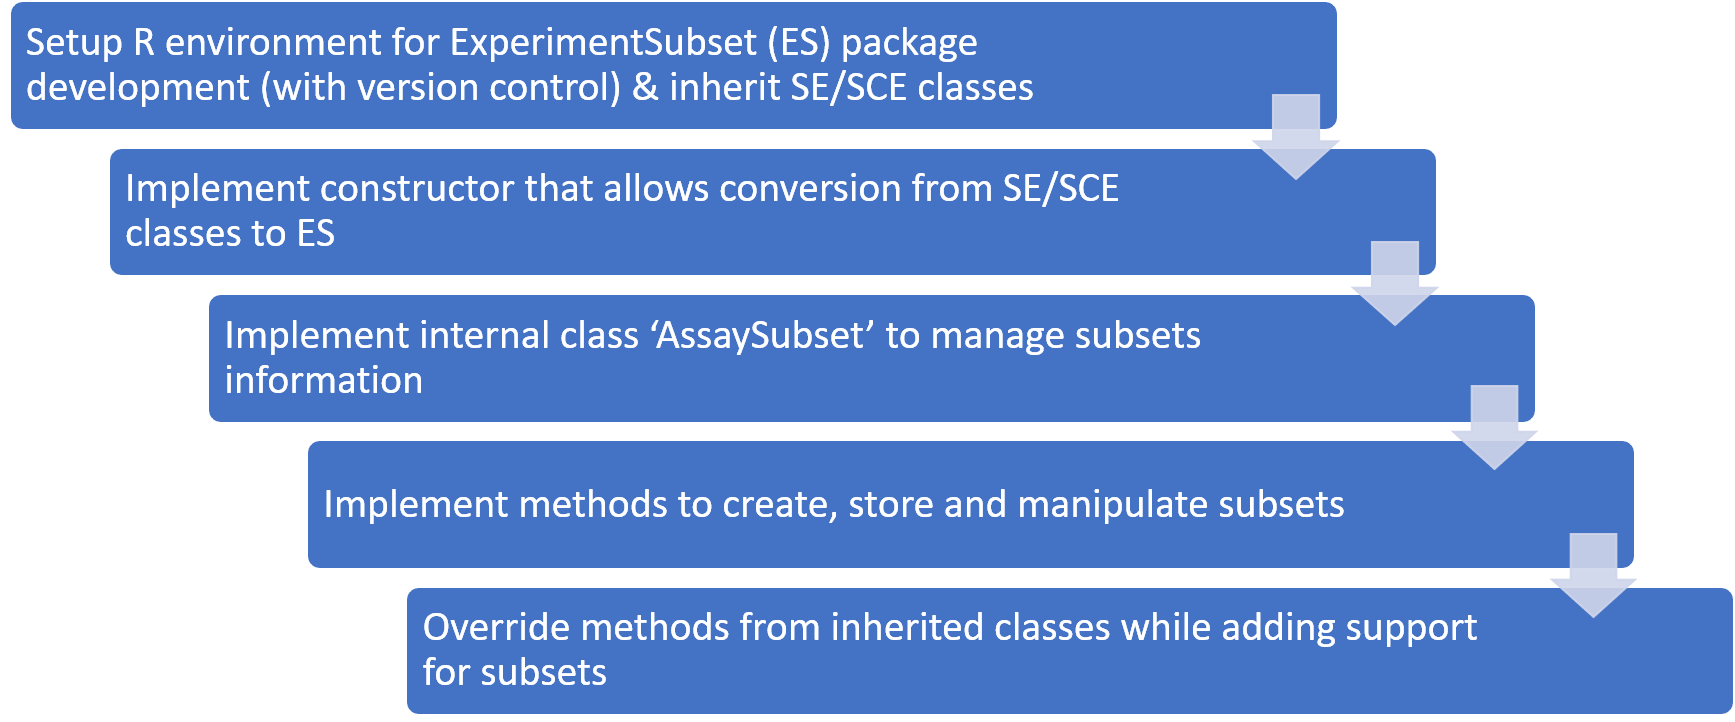 Setup R environment for ExperimentSubset (ES) package
development (with version control) & inherit SE/SCE classes
Implement constructor that allows conversion from SE/SCE
classes to ES
Implement internal class ‘AssaySubset’ to manage subsets
information
Implement methods to create, store and manipulate subsets
Override methods from inherited classes while adding support
for subsets